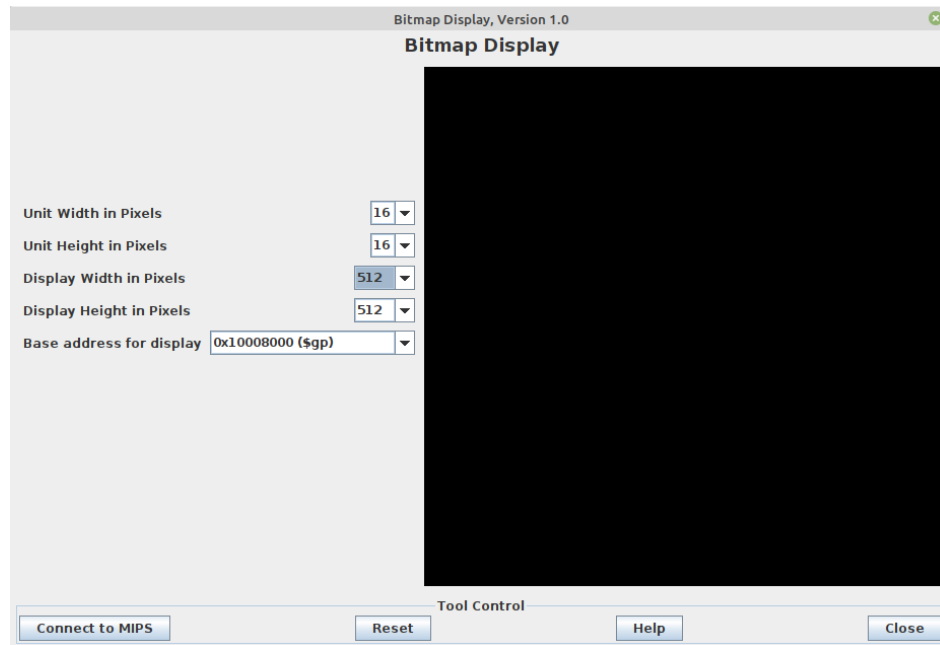 Bitmap Display, Version 1.0
Bitmap Display
Unit Width in Pixels 16
Unit Height in Pixels 16
Display Width in Pixels 512
Display Height in Pixels 512
Base address for display 0x10008000 ($gp)
Tool Control
Connect to MIPS Reset Help Close